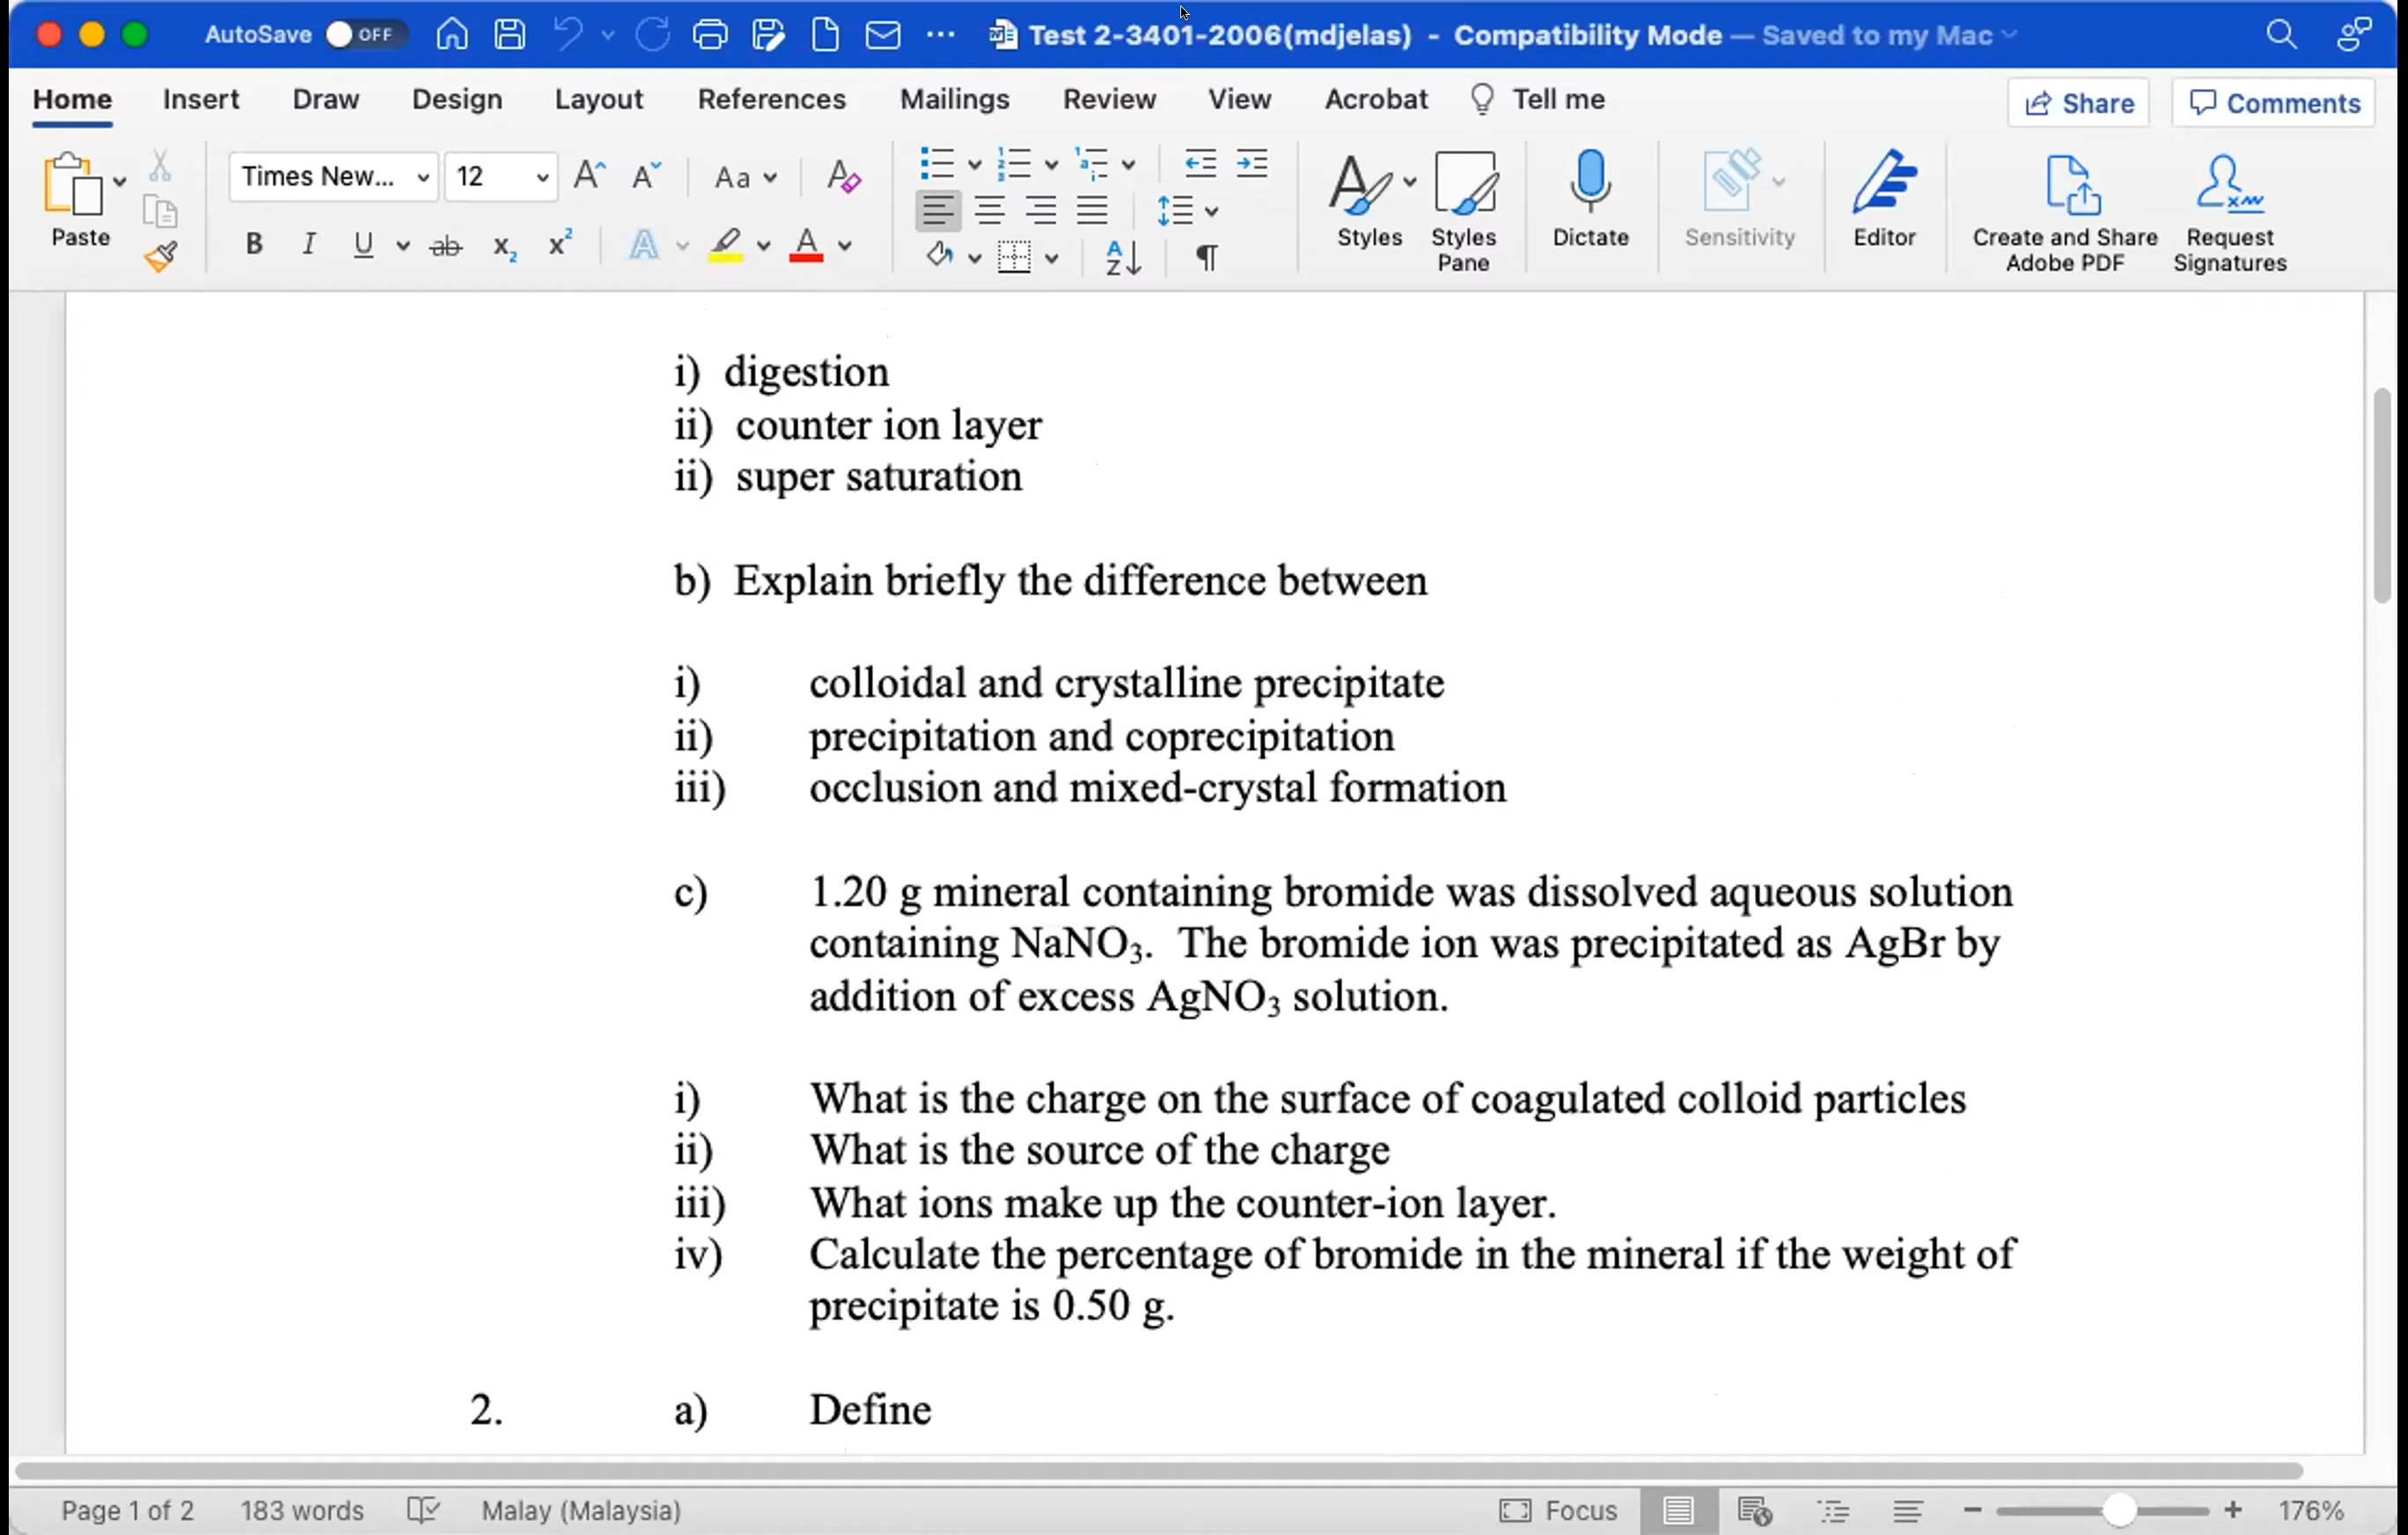 AutoSave OFF Test 2-3401-2006(mdjelas) - Compatibility Mode — Saved to my Mac
Home Insert Draw Design Layout References Mailings Review View Acrobat Tell me Share Comments
Paste Times New... 12 Aa Styles Styles Pane Dictate Sensitivity Editor Create and Share Adobe PDF Request Signatures
i) digestion
ii) counter ion layer
ii) super saturation
b) Explain briefly the difference between
i) colloidal and crystalline precipitate
ii) precipitation and coprecipitation
iii) occlusion and mixed-crystal formation
c) 1.20 g mineral containing bromide was dissolved aqueous solution
containing NaNO₃. The bromide ion was precipitated as AgBr by
addition of excess AgNO₃ solution.
i) What is the charge on the surface of coagulated colloid particles
ii) What is the source of the charge
iii) What ions make up the counter-ion layer.
iv) Calculate the percentage of bromide in the mineral if the weight of
precipitate is 0.50 g.
2. a) Define
Page 1 of 2 183 words Malay (Malaysia) Focus 176%